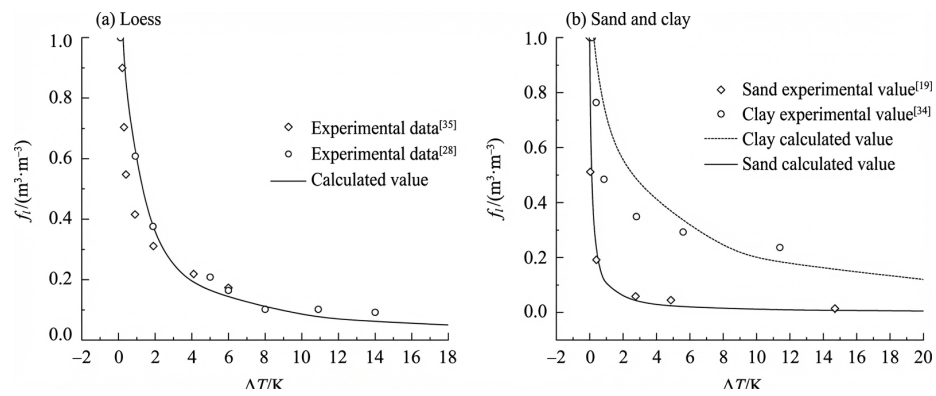 (a) Loess
1.0
0.8
0.6
0.4
0.2
0.0
fl/(m³·m⁻³)
Experimental data[35]
Experimental data[28]
Calculated value
−2 0 2 4 6 8 10 12 14 16 18
ΔT/K
(b) Sand and clay
1.0
0.8
0.6
0.4
0.2
0.0
fl/(m³·m⁻³)
Sand experimental value[19]
Clay experimental value[34]
Clay calculated value
Sand calculated value
−2 0 2 4 6 8 10 12 14 16 18 20
ΔT/K